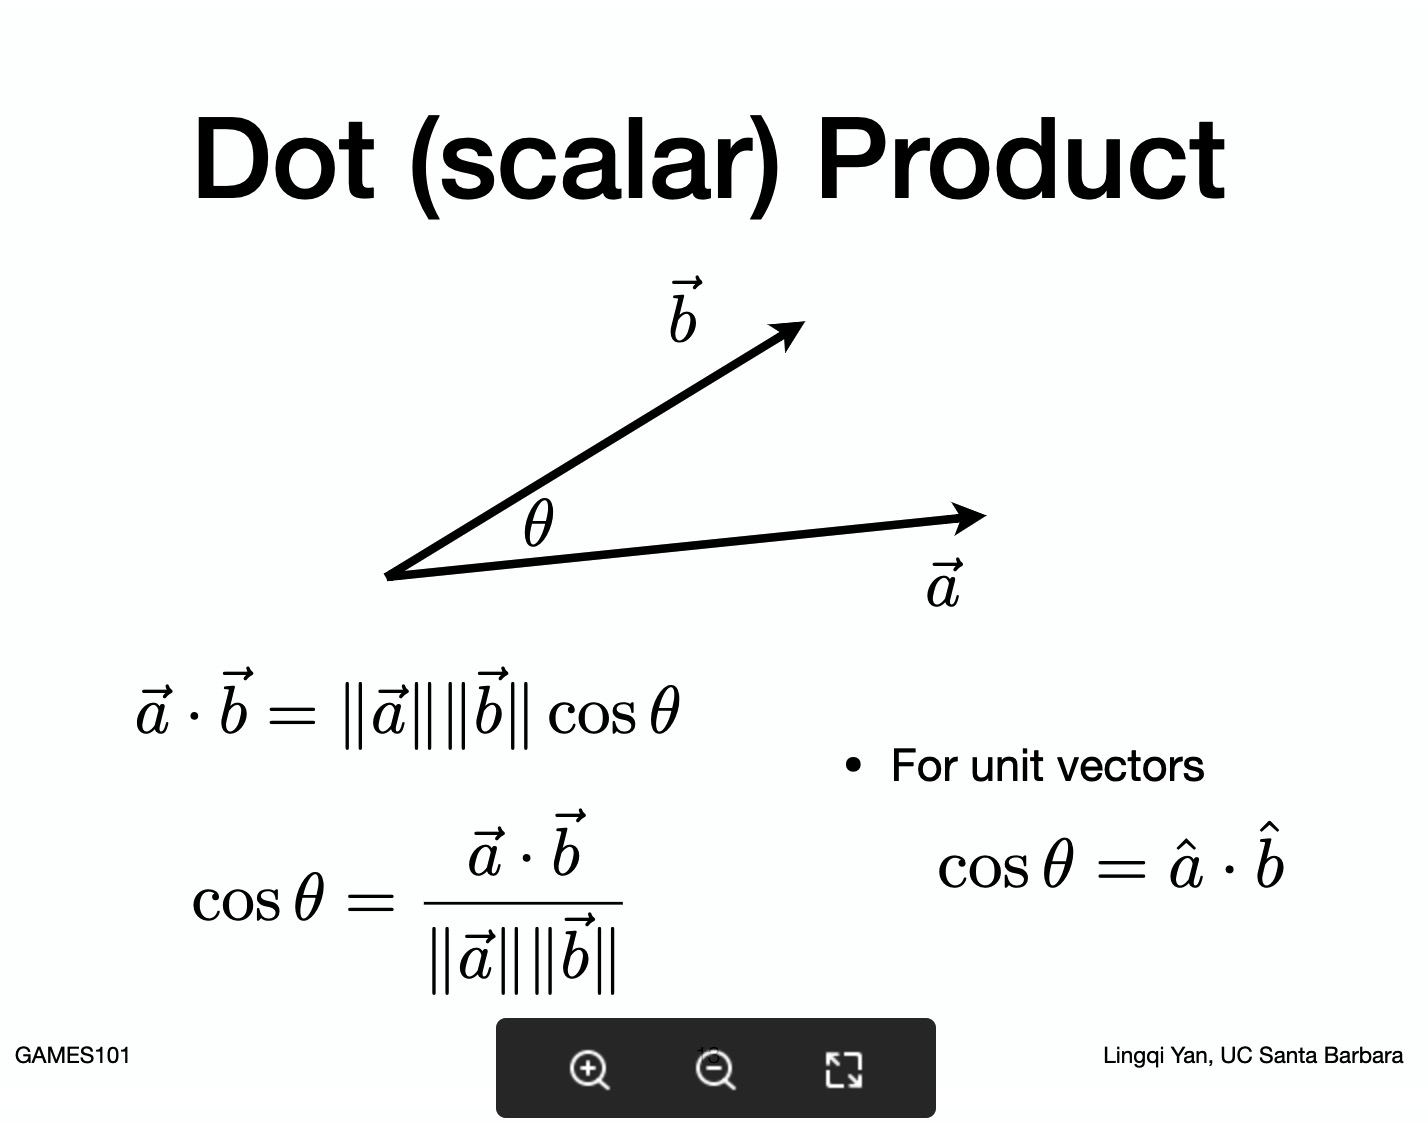 Dot (scalar) Product
$\vec{b}$
$\theta$
$\vec{a}$
$\vec{a} \cdot \vec{b} = \|\vec{a}\| \|\vec{b}\| \cos\theta$
$\cos\theta = \frac{\vec{a} \cdot \vec{b}}{\|\vec{a}\| \|\vec{b}\|}$
• For unit vectors
$\cos\theta = \hat{a} \cdot \hat{b}$
GAMES101
Lingqi Yan, UC Santa Barbara